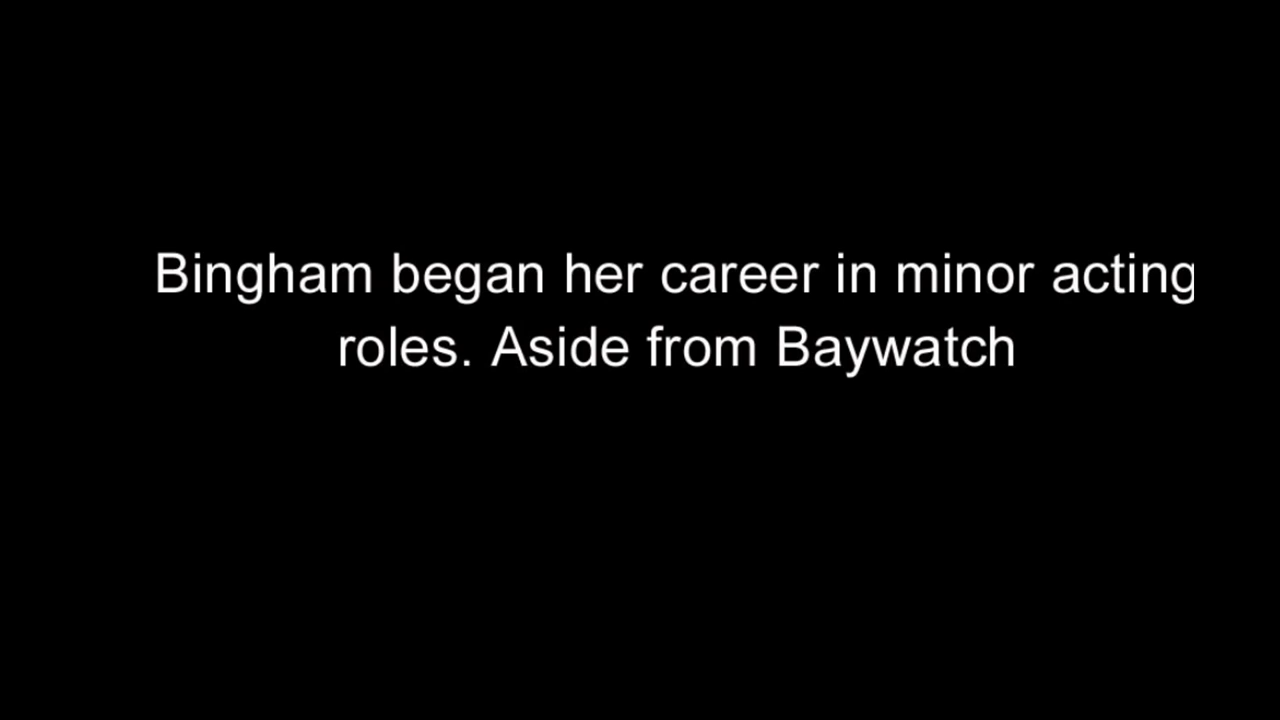 Bingham began her career in minor acting
roles. Aside from Baywatch